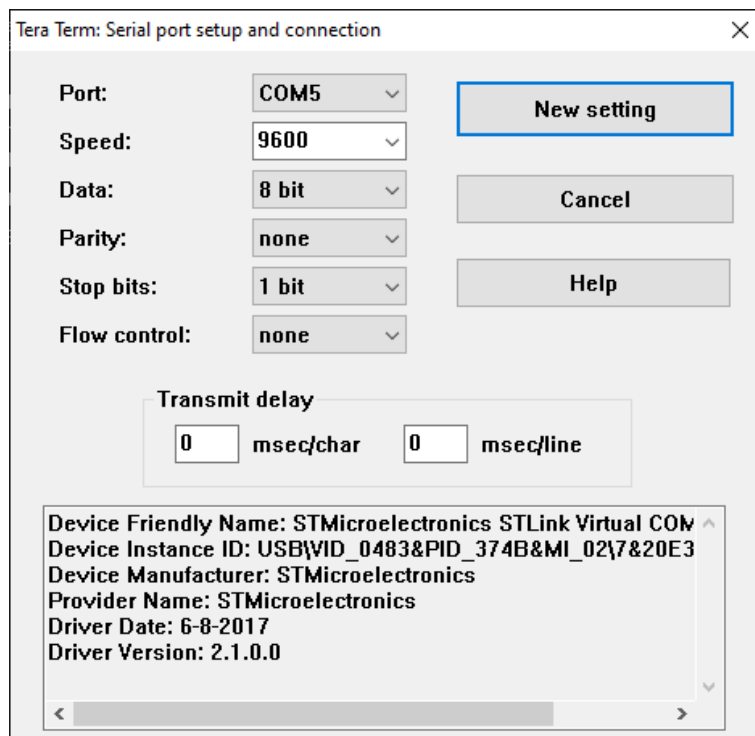 Tera Term: Serial port setup and connection
Port: COM5
New setting
Speed: 9600
Data: 8 bit
Cancel
Parity: none
Stop bits: 1 bit
Help
Flow control: none
Transmit delay
0 msec/char 0 msec/line
Device Friendly Name: STMicroelectronics STLink Virtual COM
Device Instance ID: USB\VID_0483&PID_374B&MI_02\7&20E3
Device Manufacturer: STMicroelectronics
Provider Name: STMicroelectronics
Driver Date: 6-8-2017
Driver Version: 2.1.0.0